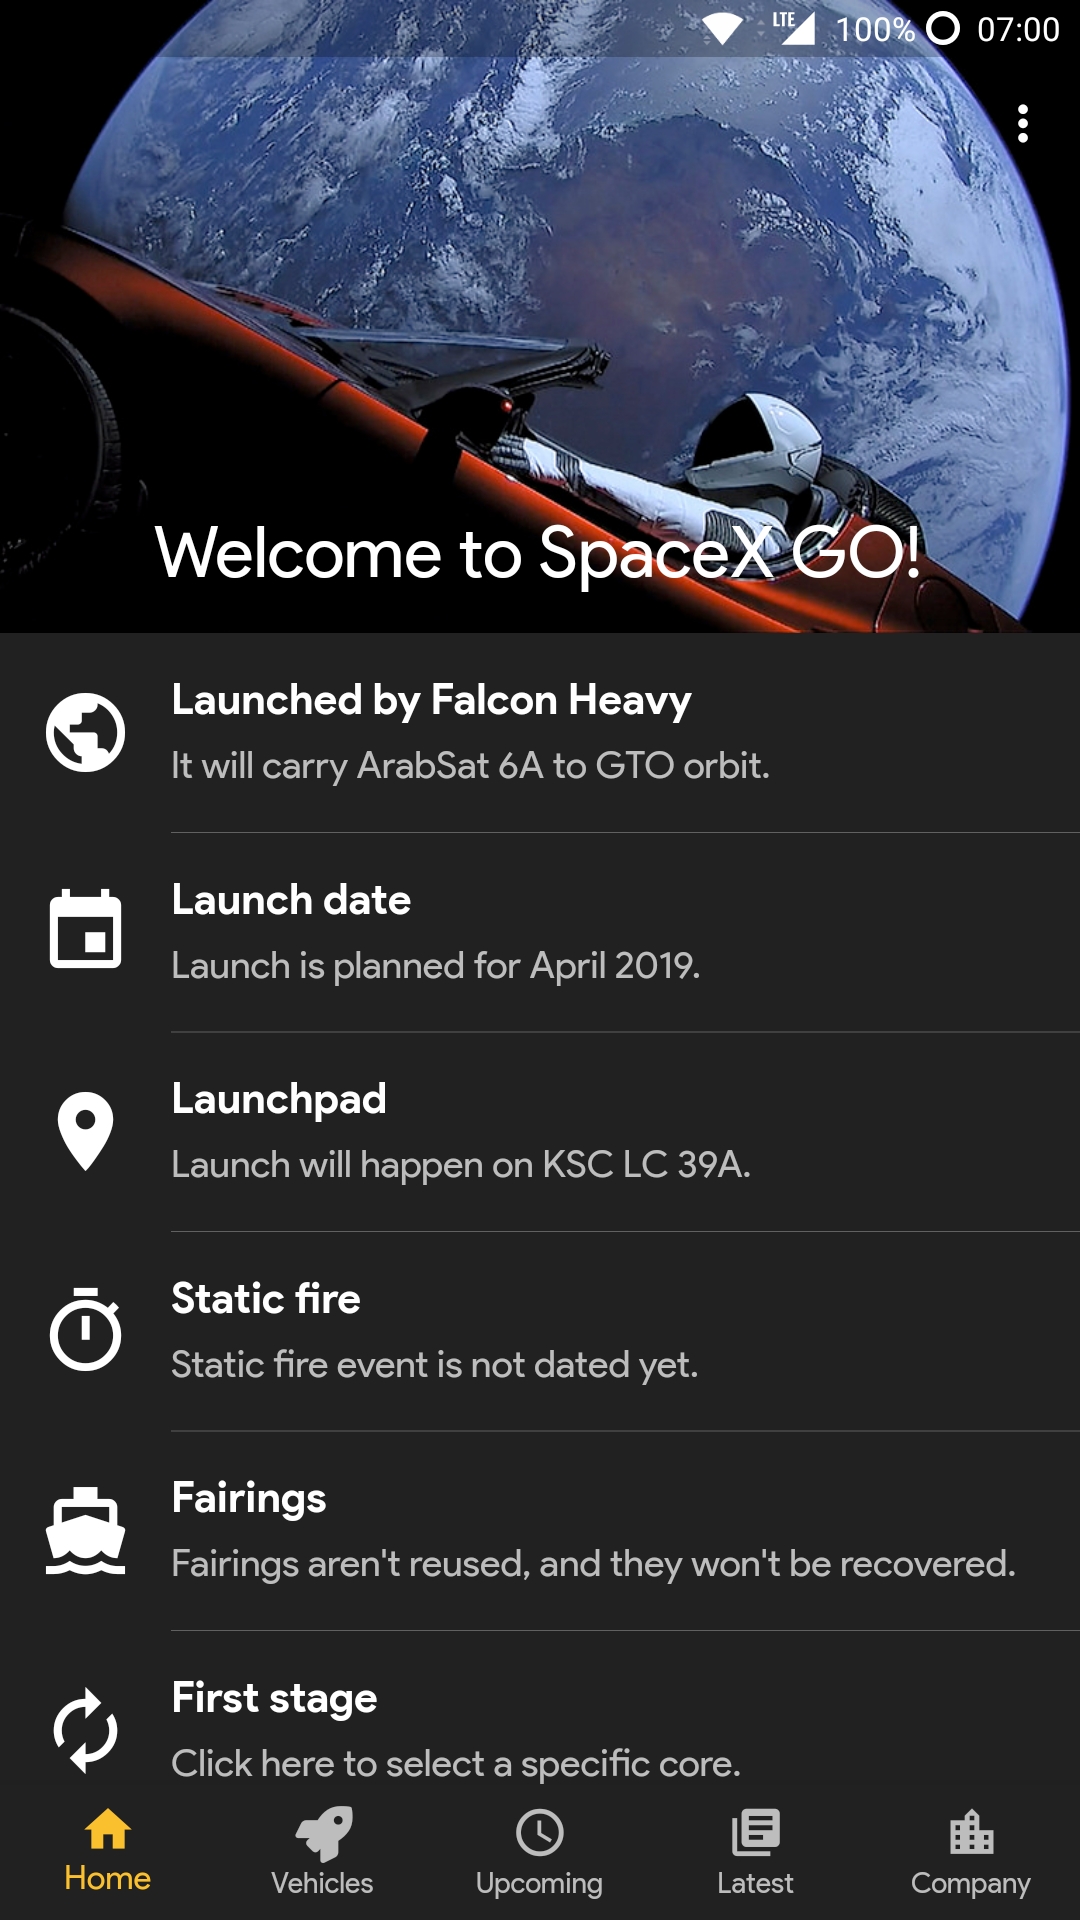 LTE 100% 07:00
Welcome to SpaceX GO!
Launched by Falcon Heavy
It will carry ArabSat 6A to GTO orbit.
Launch date
Launch is planned for April 2019.
Launchpad
Launch will happen on KSC LC 39A.
Static fire
Static fire event is not dated yet.
Fairings
Fairings aren't reused, and they won't be recovered.
First stage
Click here to select a specific core.
Home Vehicles Upcoming Latest Company